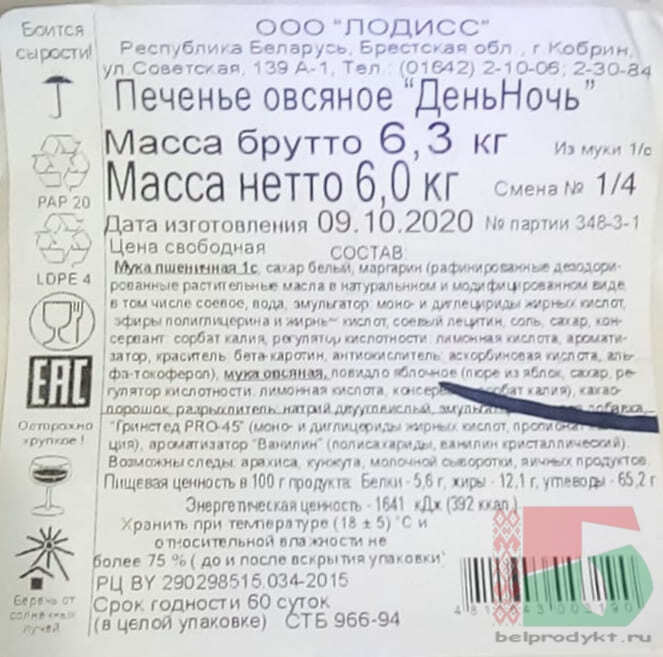 Боится
сырости!
PAP 20
LDPE 4
EAC
Осторожно
хрупкое!
Беречь от
солнечных
лучей
ООО "ЛОДИСС"
Республика Беларусь, Брестская обл., г.Кобрин,
ул.Советская, 139 А-1, Тел.: (01642) 2-10-06; 2-30-84
Печенье овсяное "ДеньНочь"
Масса брутто 6,3 кг Из муки 1/с
Масса нетто 6,0 кг Смена № 1/4
Дата изготовления 09.10.2020 № партии 348-3-1
Цена свободная СОСТАВ:
Мука пшеничная 1с, сахар белый, маргарин (рафинированные дезодори-
рованные растительные масла в натуральном и модифицированном виде,
в том числе соевое, вода, эмульгатор: моно- и диглицериды жирных кислот,
эфиры полиглицерина и жирных кислот, соевый лецитин, соль, сахар, кон-
сервант: сорбат калия, регулятор кислотности: лимонная кислота, аромати-
затор, краситель: бета-каротин, антиокислитель: аскорбиновая кислота, аль-
фа-токоферол), мука овсяная, повидло яблочное (пюре из яблок, сахар, ре-
гулятор кислотности: лимонная кислота, сорбат калия), какао-
порошок, разрыхлитель: натрий двууглекислый, добавка
"Гринстед PRO-45" (моно- и диглицериды жирных кислот,
ция), ароматизатор "Ванилин" (полисахариды, ванилин кристаллический).
Возможны следы: арахиса, кунжута, молочной сыворотки, яичных продуктов.
Пищевая ценность в 100 г продукта: Белки - 5,6 г, жиры - 12,1 г, углеводы - 65,2 г
Энергетическая ценность - 1641 кДж (392 ккал)
Хранить при температуре (18 ± 5) °С и
относительной влажности не
более 75 % ( до и после вскрытия упаковки)
РЦ BY 290298515.034-2015
Срок годности 60 суток
(в целой упаковке) СТБ 966-94
belprodykt.ru